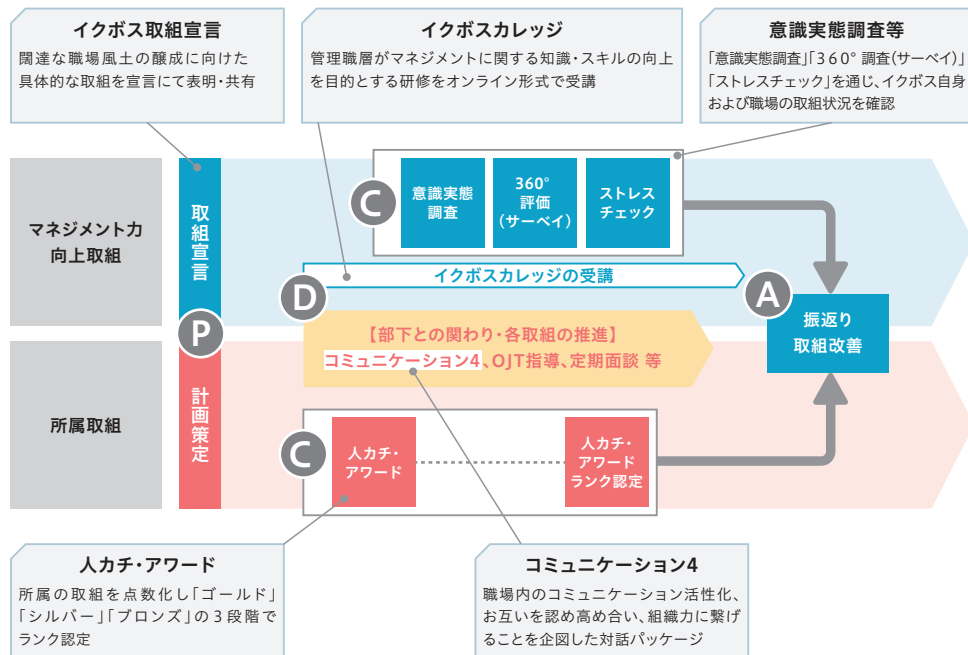 イクボス取組宣言
闊達な職場風土の醸成に向けた
具体的な取組を宣言にて表明・共有
イクボスカレッジ
管理職層がマネジメントに関する知識・スキルの向上
を目的とする研修をオンライン形式で受講
意識実態調査等
「意識実態調査」「360° 調査(サーベイ)」
「ストレスチェック」を通じ、イクボス自身
および職場の取組状況を確認
マネジメント力
向上取組
取組宣言
C
意識実態
調査
360°
評価
(サーベイ)
ストレス
チェック
D
イクボスカレッジの受講
A
振返り
取組改善
P
【部下との関わり・各取組の推進】
コミュニケーション4、OJT指導、定期面談 等
所属取組
計画策定
C
人カチ・
アワード
人カチ・
アワード
ランク認定
人カチ・アワード
所属の取組を点数化し「ゴールド」
「シルバー」「ブロンズ」の3段階で
ランク認定
コミュニケーション4
職場内のコミュニケーション活性化、
お互いを認め高め合い、組織力に繋げ
ることを企図した対話パッケージ